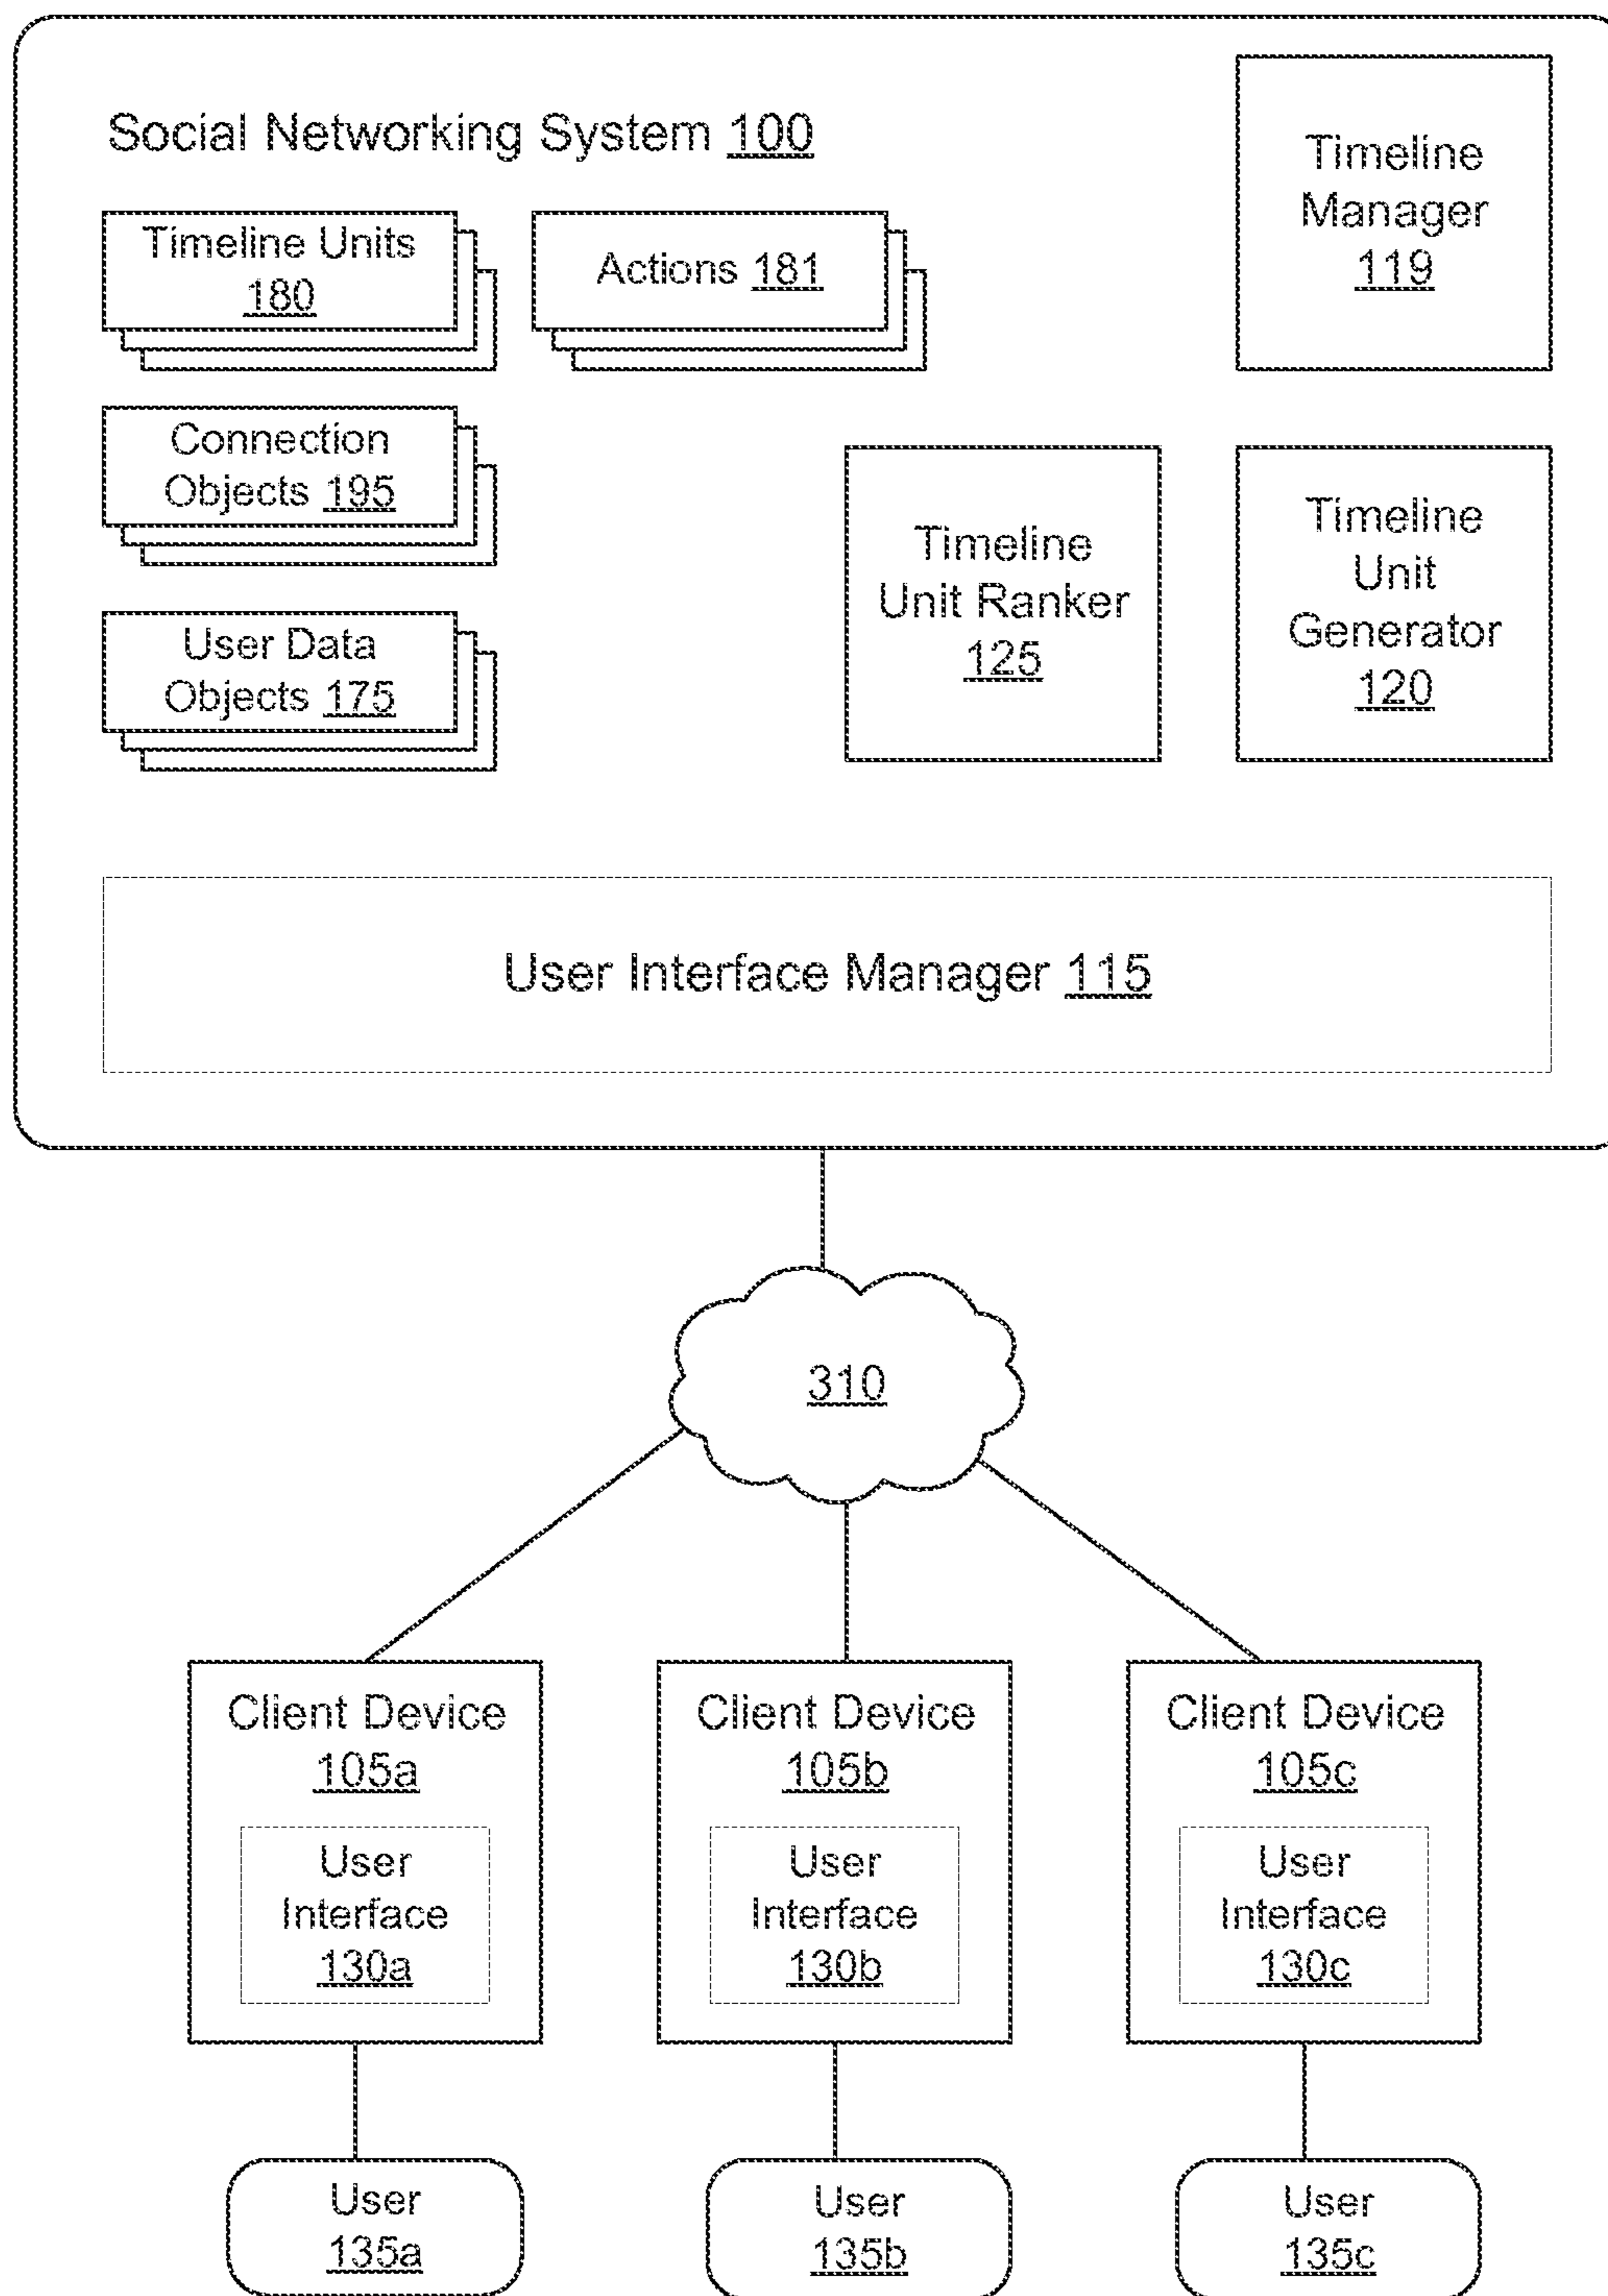 Social Networking System 100
Timeline
Manager
119
Timeline Units
180
Actions 181
Connection
Objects 195
Timeline
Unit Ranker
125
Timeline
Unit
Generator
120
User Data
Objects 175
User Interface Manager 115
310
Client Device
105a
User
Interface
130a
Client Device
105b
User
Interface
130b
Client Device
105c
User
Interface
130c
User
135a
User
135b
User
135c